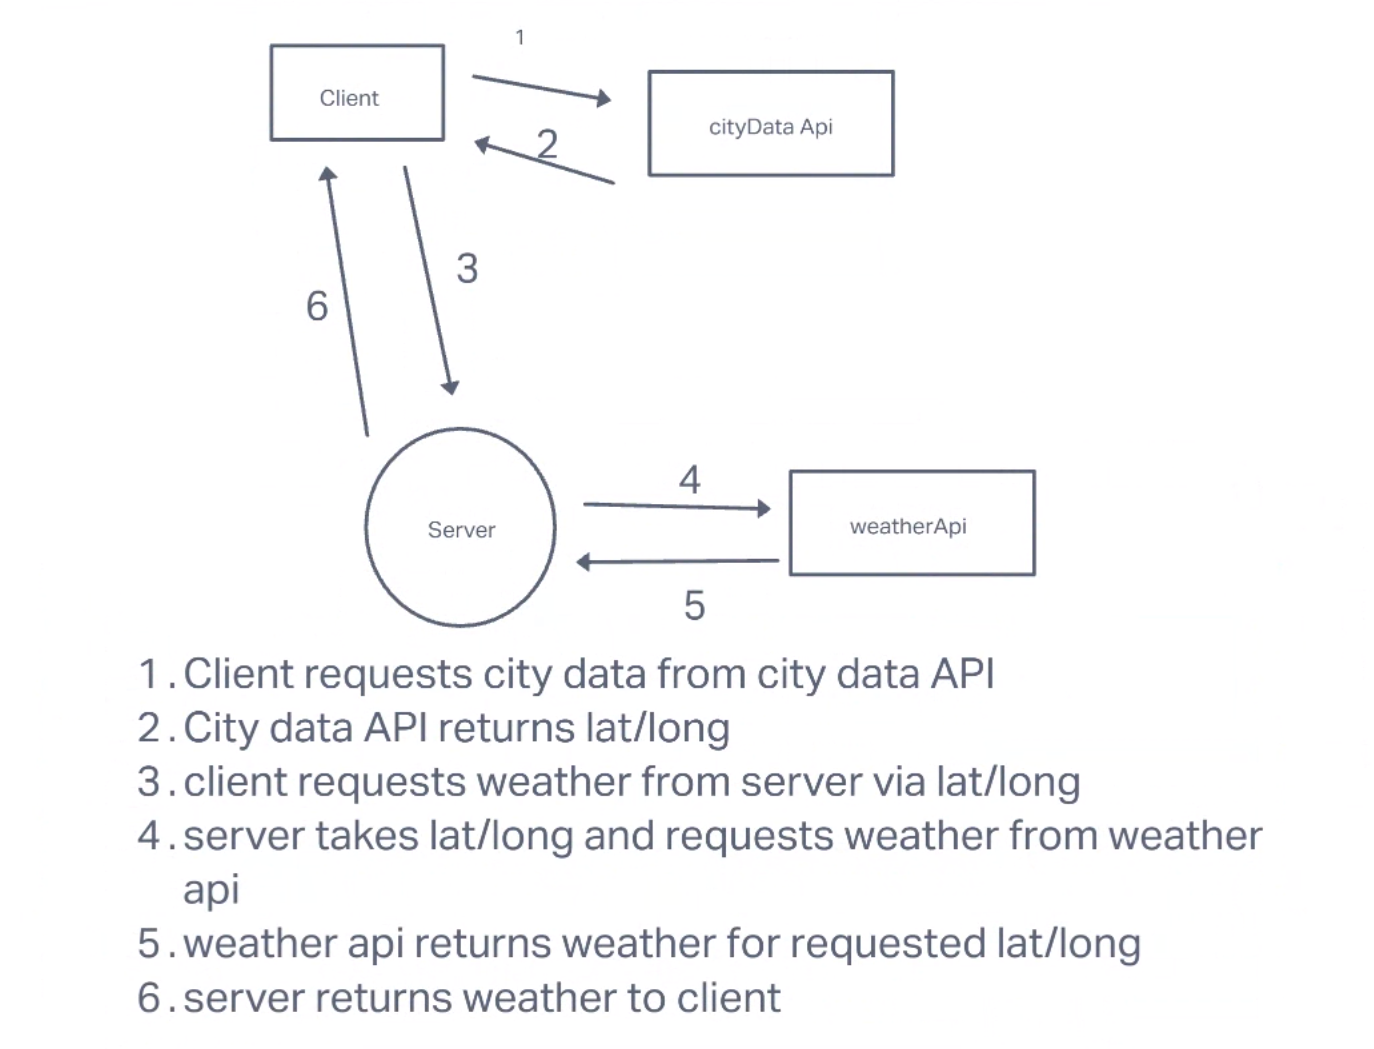 1
Client
cityData Api
2
3
6
4
Server
weatherApi
5
1. Client requests city data from city data API
2. City data API returns lat/long
3. client requests weather from server via lat/long
4. server takes lat/long and requests weather from weather
api
5. weather api returns weather for requested lat/long
6. server returns weather to client